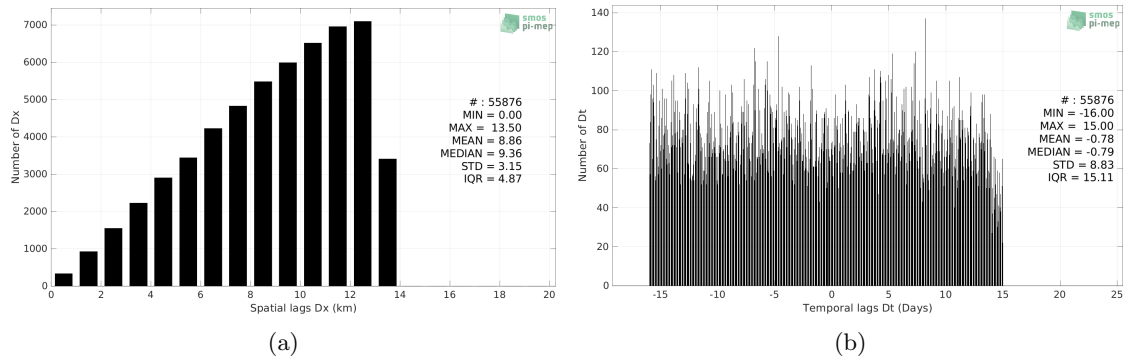 smos
pi-mep
Number of Dx
7000
6000
5000
4000
3000
2000
1000
0
# : 55876
MIN = 0.00
MAX = 13.50
MEAN = 8.86
MEDIAN = 9.36
STD = 3.15
IQR = 4.87
0 2 4 6 8 10 12 14 16 18 20
Spatial lags Dx (km)
(a)
smos
pi-mep
Number of Dt
140
120
100
80
60
40
20
0
# : 55876
MIN = -16.00
MAX = 15.00
MEAN = -0.78
MEDIAN = -0.79
STD = 8.83
IQR = 15.11
-15 -10 -5 0 5 10 15 20 25
Temporal lags Dt (Days)
(b)